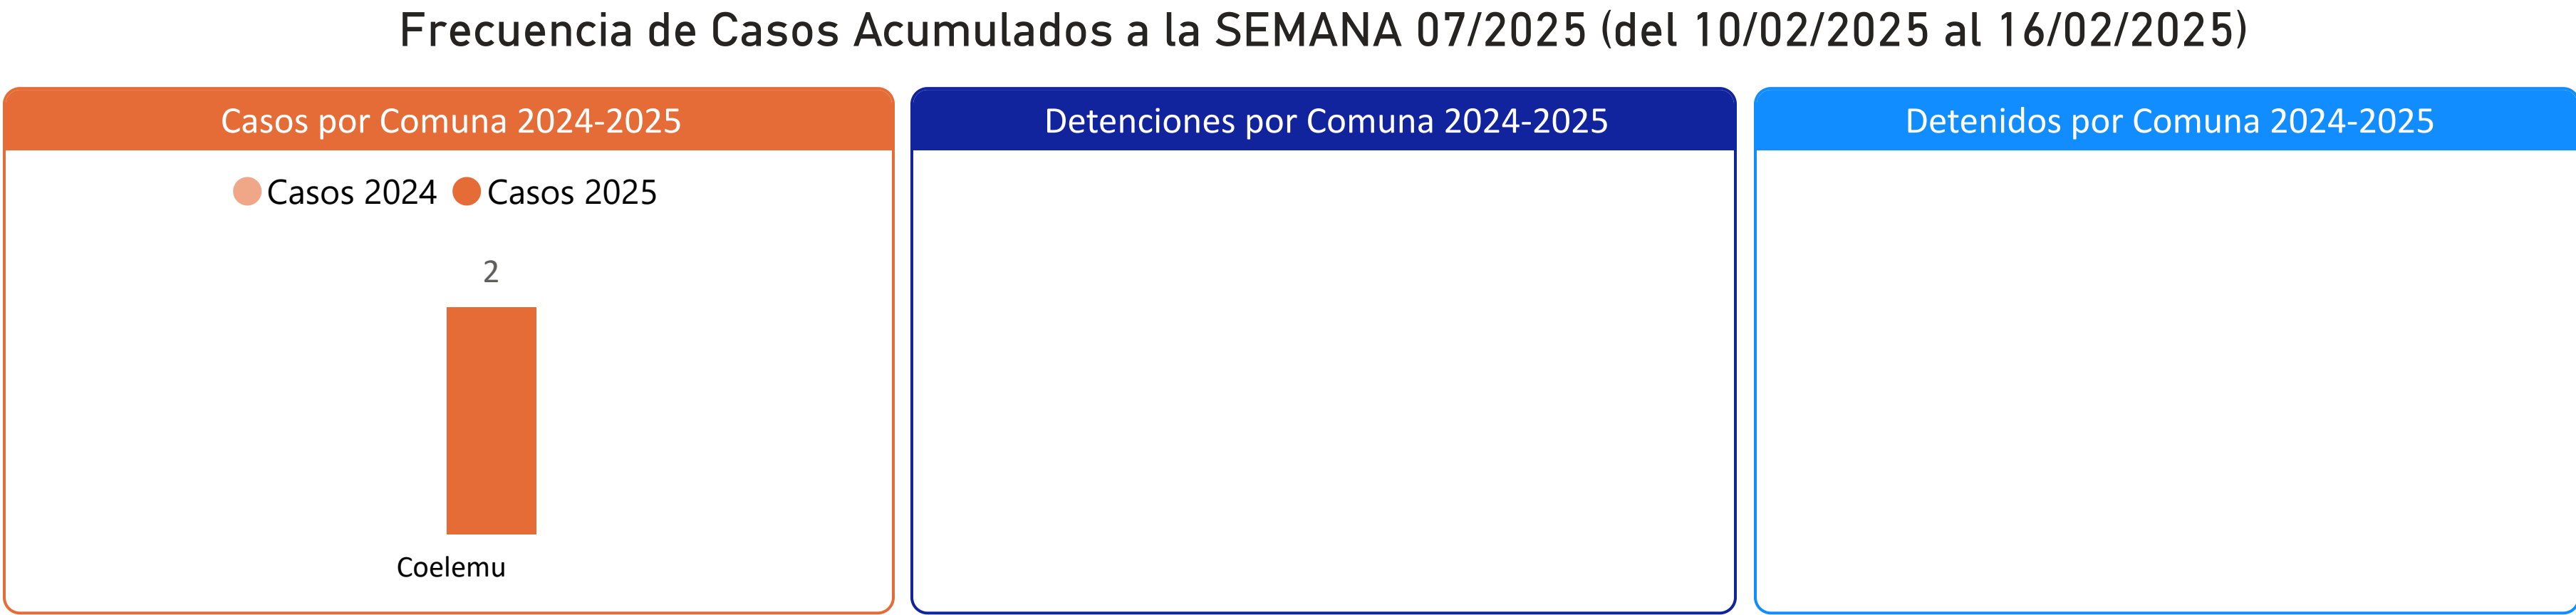 Frecuencia de Casos Acumulados a la SEMANA 07/2025 (del 10/02/2025 al 16/02/2025)
Casos por Comuna 2024-2025
Casos 2024 Casos 2025
2
Coelemu
Detenciones por Comuna 2024-2025
Detenidos por Comuna 2024-2025